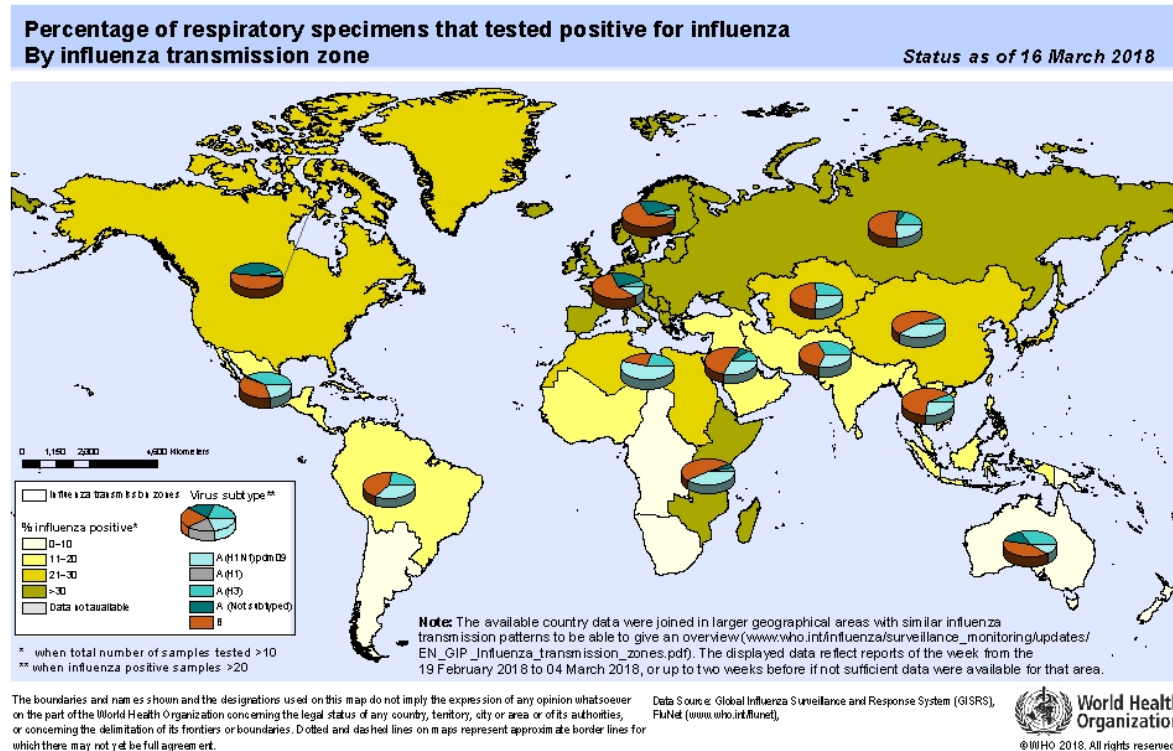 Percentage of respiratory specimens that tested positive for influenza
By influenza transmission zone
Status as of 16 March 2018
0 1,150 2,300 4,600 Kilometers
Influenza transmission zones
Virus subtype**
% influenza positive*
0-10
11-20
21-30
>30
Data not available
A(H1N1)pdm09
A(H1)
A(H3)
A (Not subtyped)
B
* when total number of samples tested >10
** when influenza positive samples >20
Note: The available country data were joined in larger geographical areas with similar influenza
transmission patterns to be able to give an overview (www.who.int/influenza/surveillance_monitoring/updates/
EN_GIP_Influenza_transmission_zones.pdf). The displayed data reflect reports of the week from the
19 February 2018 to 04 March 2018, or up to two weeks before if not sufficient data were available for that area.
The boundaries and names shown and the designations used on this map do not imply the expression of any opinion whatsoever
on the part of the World Health Organization concerning the legal status of any country, territory, city or area or of its authorities,
or concerning the delimitation of its frontiers or boundaries. Dotted and dashed lines on maps represent approximate border lines for
which there may not yet be full agreement.
Data Source: Global Influenza Surveillance and Response System (GISRS),
FluNet (www.who.int/flunet),
World Health
Organization
© WHO 2018. All rights reserved